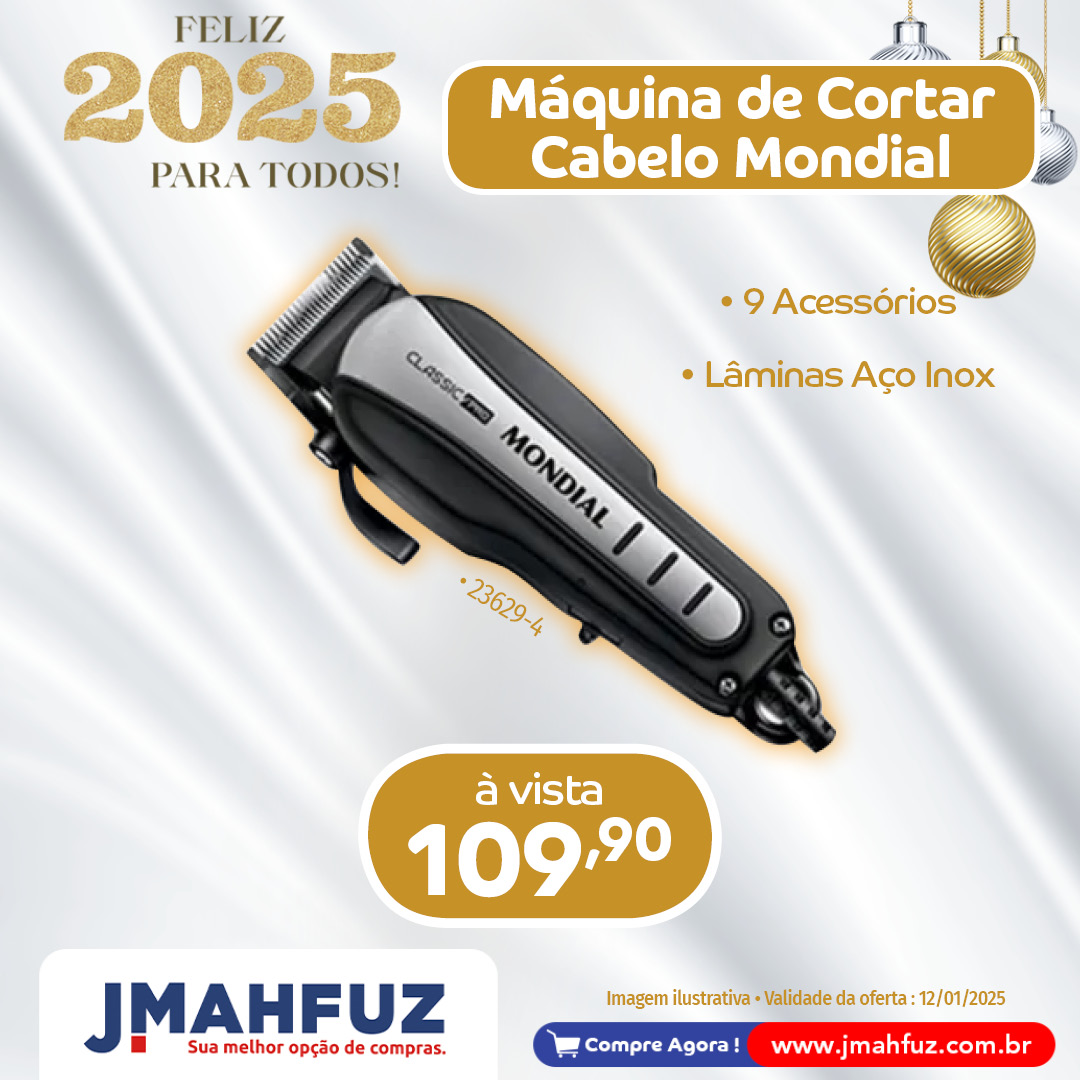 FELIZ
2025
PARA TODOS!
Máquina de Cortar
Cabelo Mondial
• 9 Acessórios
• Lâminas Aço Inox
CLASSIC PRO
MONDIAL
• 23629-4
à vista
109,90
JMAHFUZ
Sua melhor opção de compras.
Imagem ilustrativa • Validade da oferta : 12/01/2025
Compre Agora !
www.jmahfuz.com.br